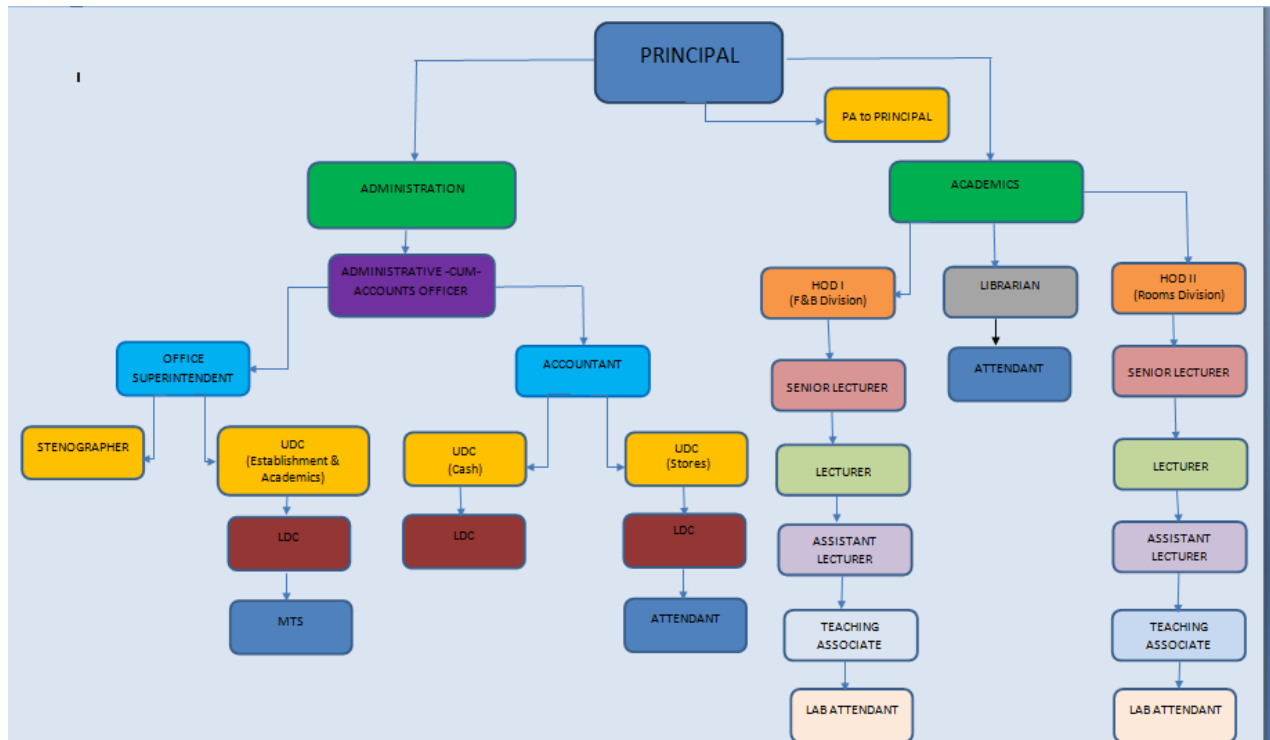 PRINCIPAL
PA to PRINCIPAL
ADMINISTRATION
ACADEMICS
ADMINISTRATIVE -CUM-
ACCOUNTS OFFICER
HOD I
(F&B Division)
LIBRARIAN
HOD II
(Rooms Division)
OFFICE
SUPERINTENDENT
ACCOUNTANT
SENIOR LECTURER
ATTENDANT
SENIOR LECTURER
STENOGRAPHER
UDC
(Establishment &
Academics)
UDC
(Cash)
UDC
(Stores)
LECTURER
LECTURER
LDC
LDC
LDC
ASSISTANT
LECTURER
ASSISTANT
LECTURER
MTS
ATTENDANT
TEACHING
ASSOCIATE
TEACHING
ASSOCIATE
LAB ATTENDANT
LAB ATTENDANT